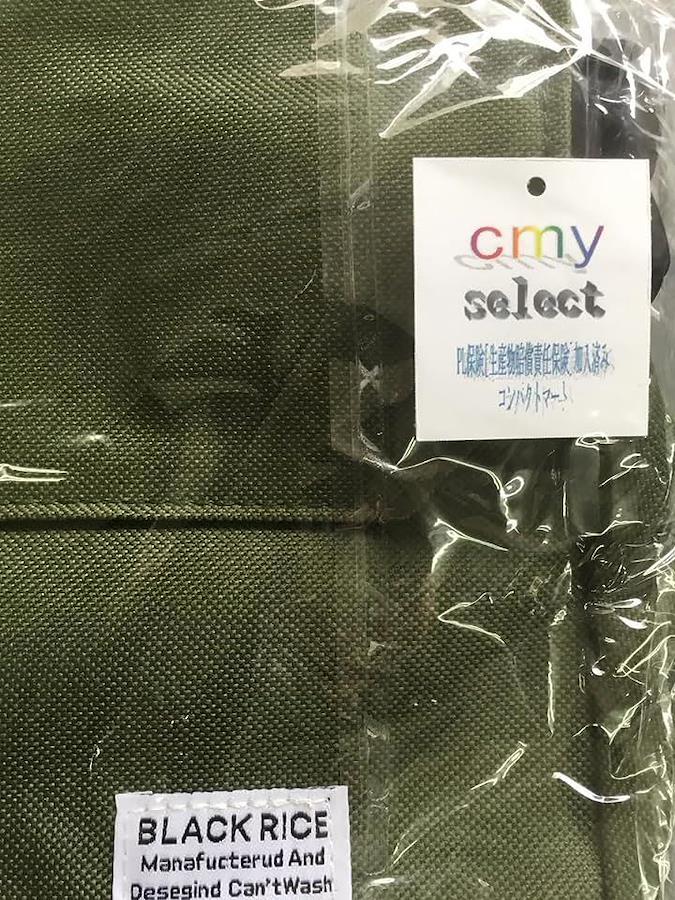 cmy
select
PL保険[生産物賠償責任保険]加入済み
コンパクトマート
BLACK RICE
Manafucterud And
Desegind Can'tWash